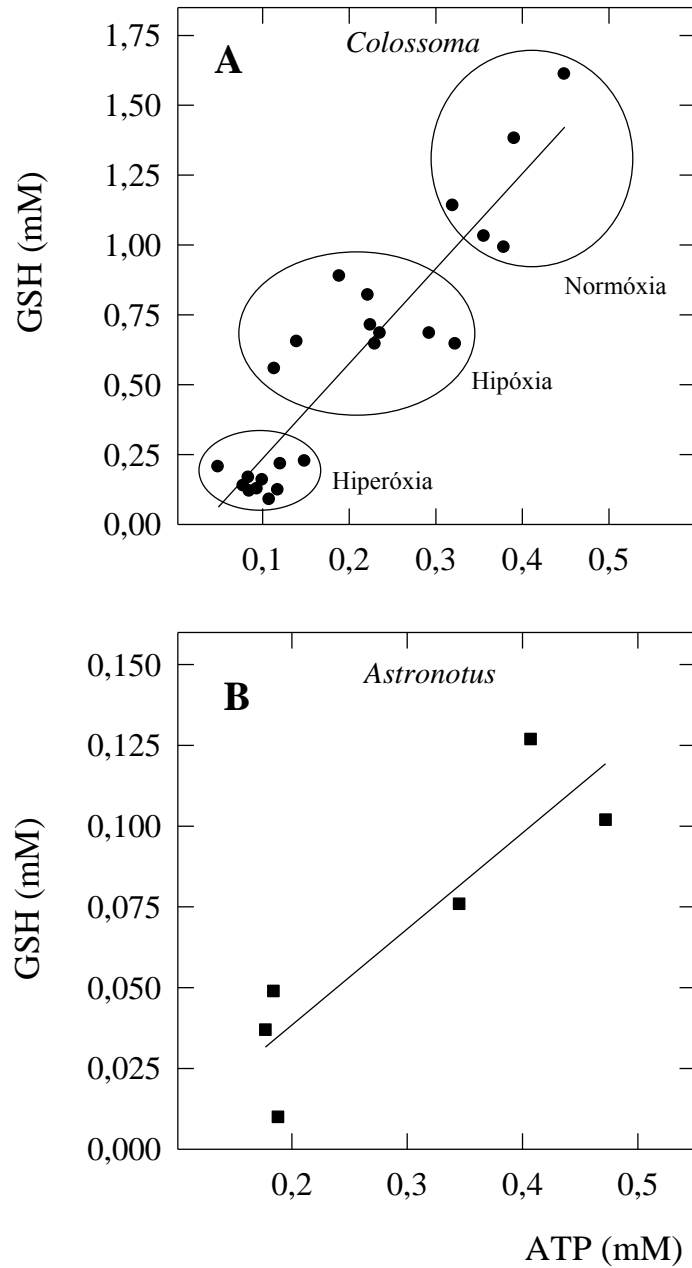 A
Colossoma
GSH (mM)
1,75
1,50
1,25
1,00
0,75
0,50
0,25
0,00
Normóxia
Hipóxia
Hiperóxia
0,1 0,2 0,3 0,4 0,5
B
Astronotus
GSH (mM)
0,150
0,125
0,100
0,075
0,050
0,025
0,000
0,2 0,3 0,4 0,5
ATP (mM)